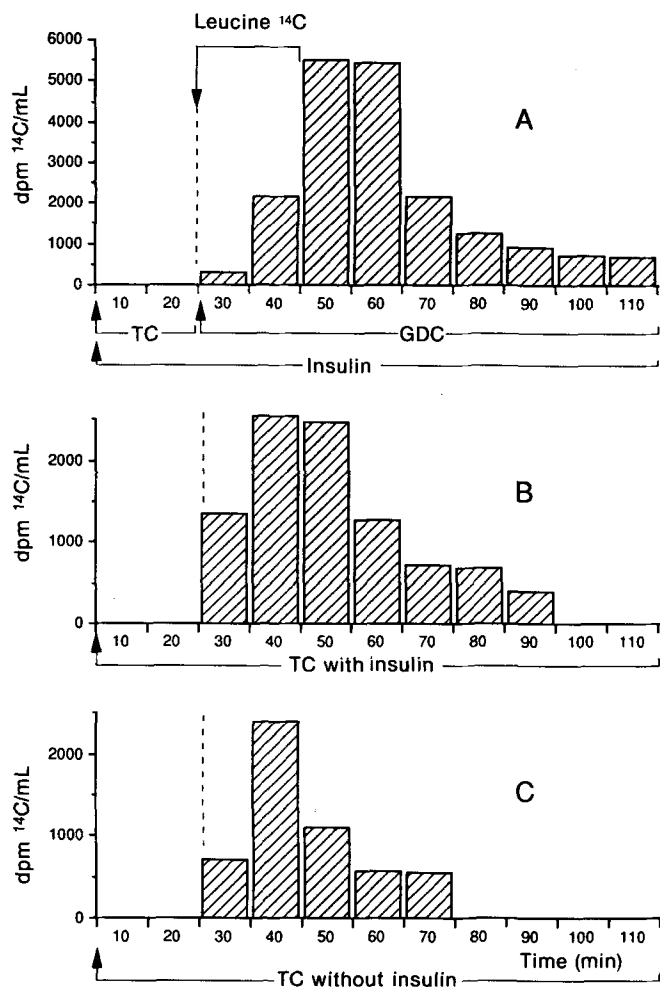 Leucine ¹⁴C
6000
5000
4000
3000
2000
1000
0
dpm ¹⁴C/mL
A
10 20 30 40 50 60 70 80 90 100 110
TC GDC
Insulin
2000
1000
0
dpm ¹⁴C/mL
B
10 20 30 40 50 60 70 80 90 100 110
TC with insulin
2000
1000
0
dpm ¹⁴C/mL
C
10 20 30 40 50 60 70 80 90 100 110
Time (min)
TC without insulin